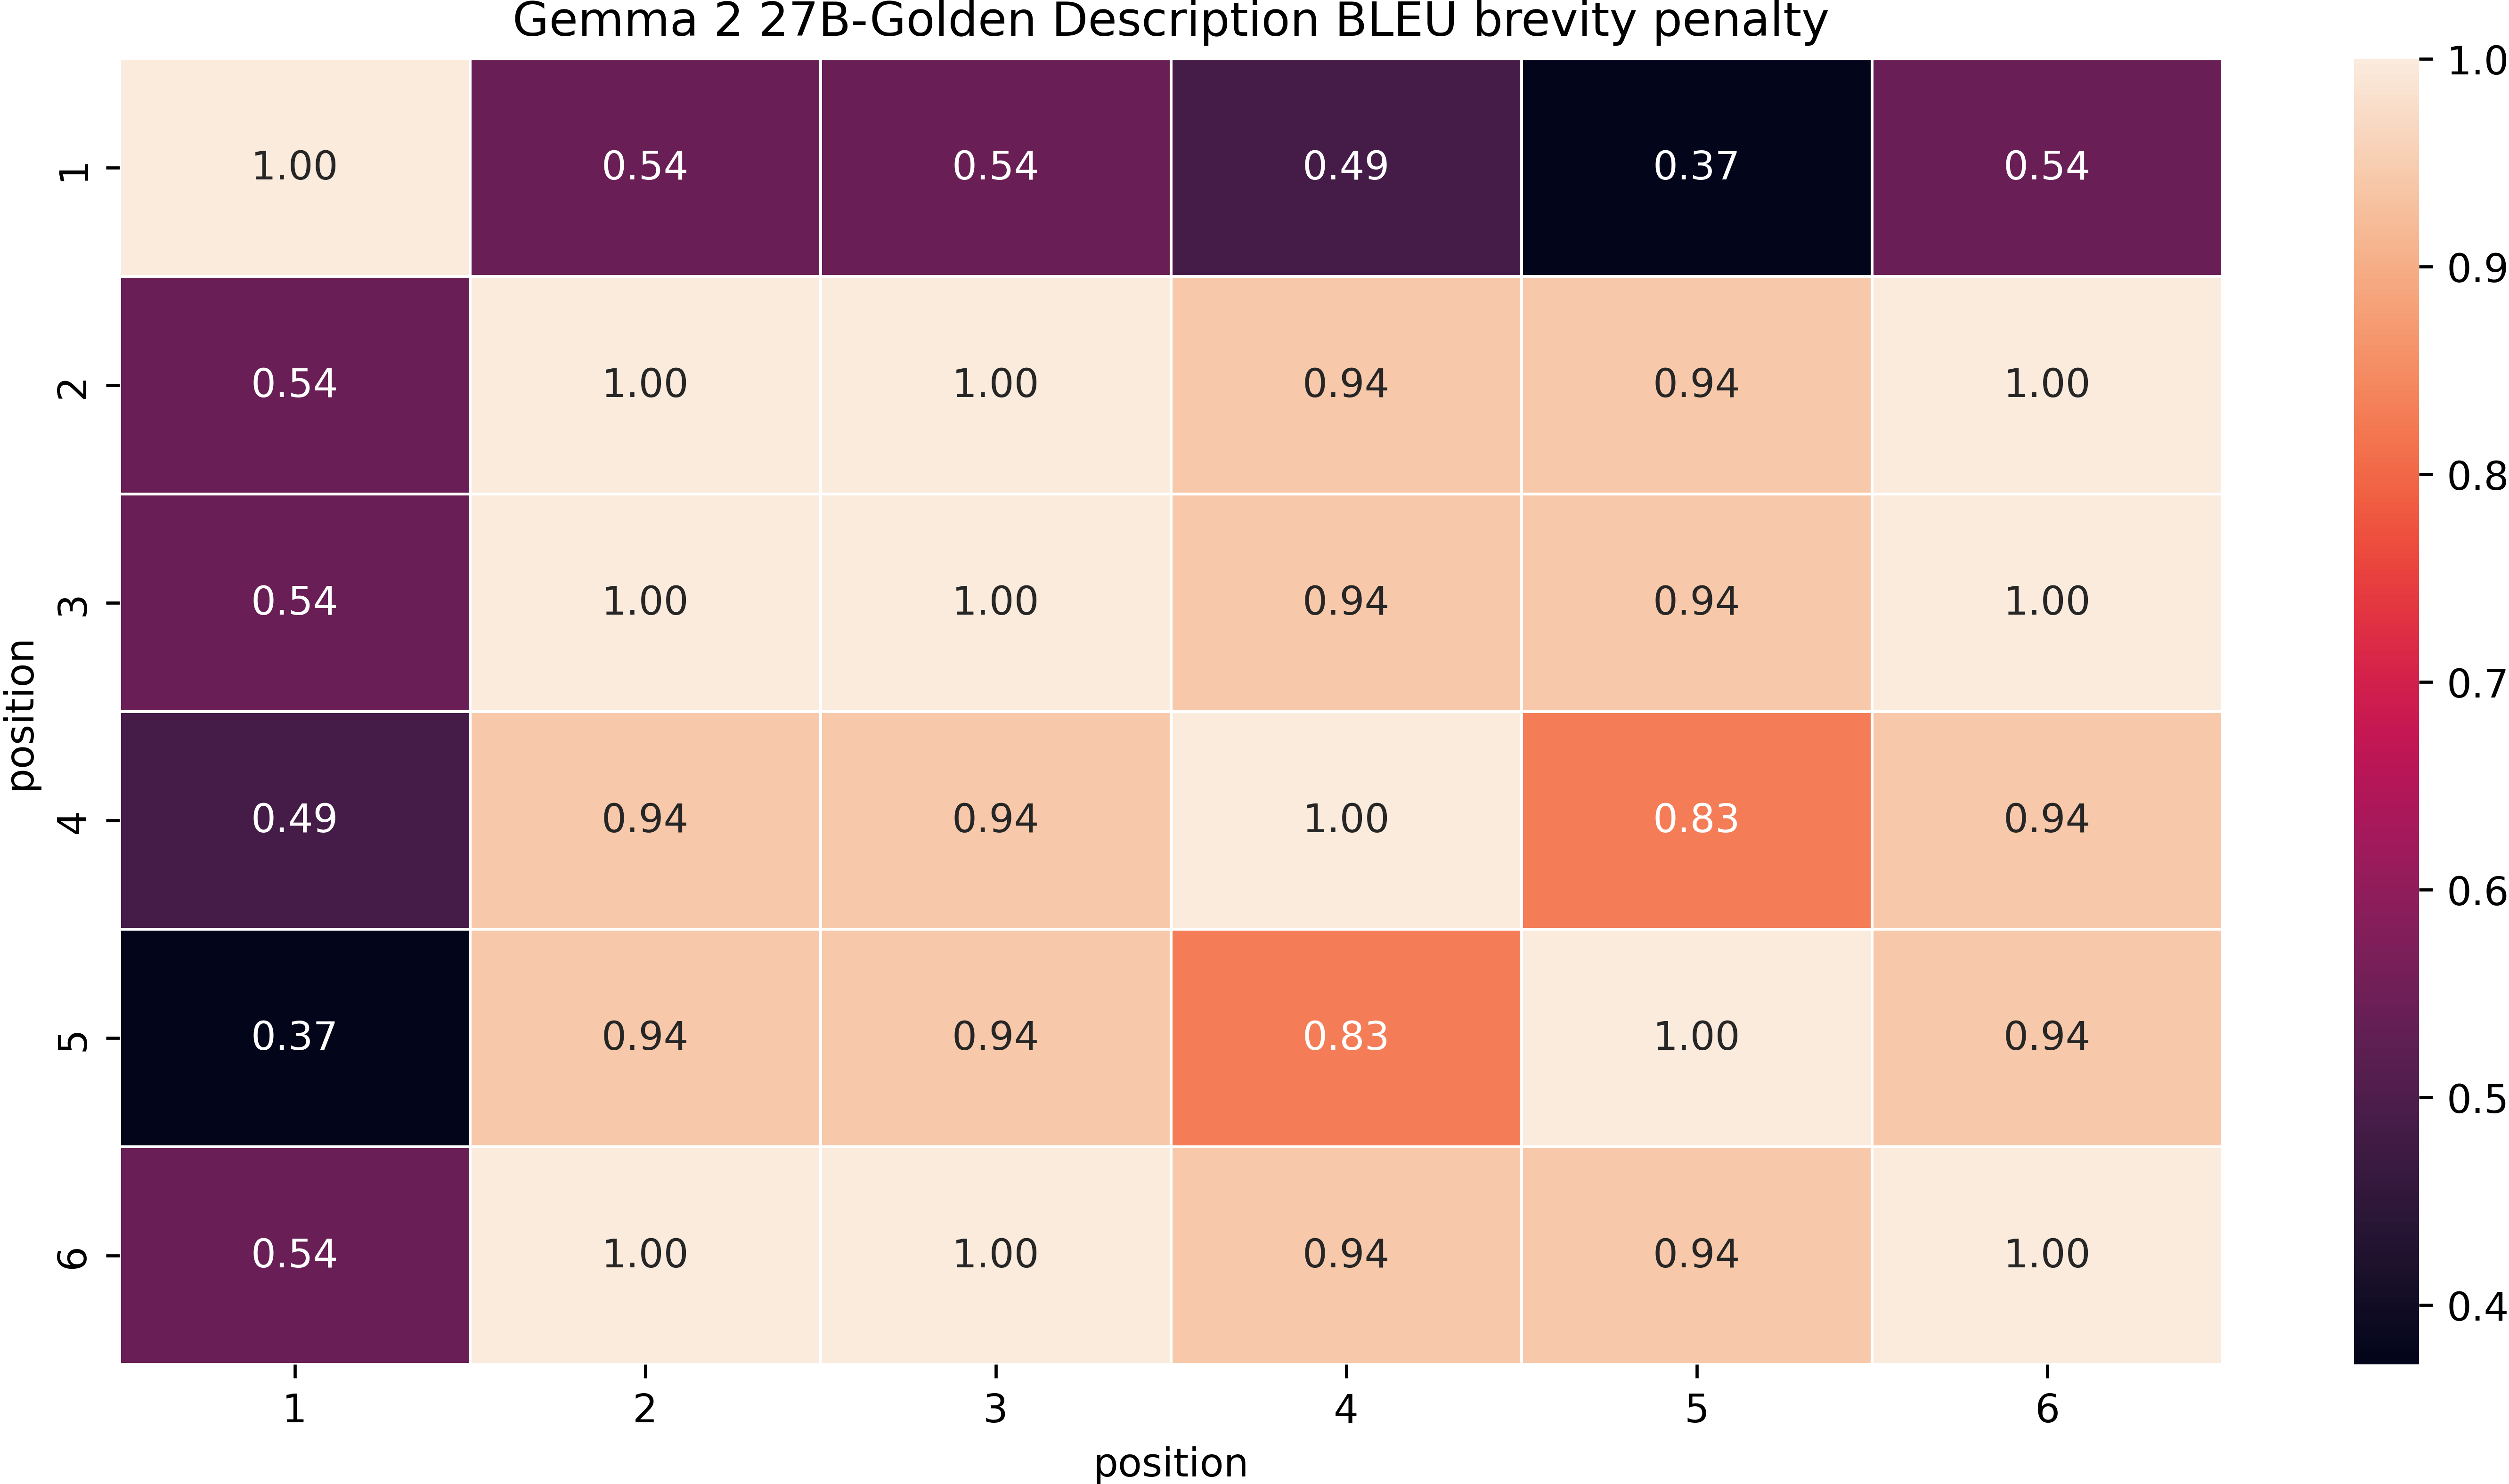 Gemma 2 27B-Golden Description BLEU brevity penalty
1 1.00 0.54 0.54 0.49 0.37 0.54
2 0.54 1.00 1.00 0.94 0.94 1.00
3 0.54 1.00 1.00 0.94 0.94 1.00
4 0.49 0.94 0.94 1.00 0.83 0.94
5 0.37 0.94 0.94 0.83 1.00 0.94
6 0.54 1.00 1.00 0.94 0.94 1.00
position
1 2 3 4 5 6
position
1.0
0.9
0.8
0.7
0.6
0.5
0.4